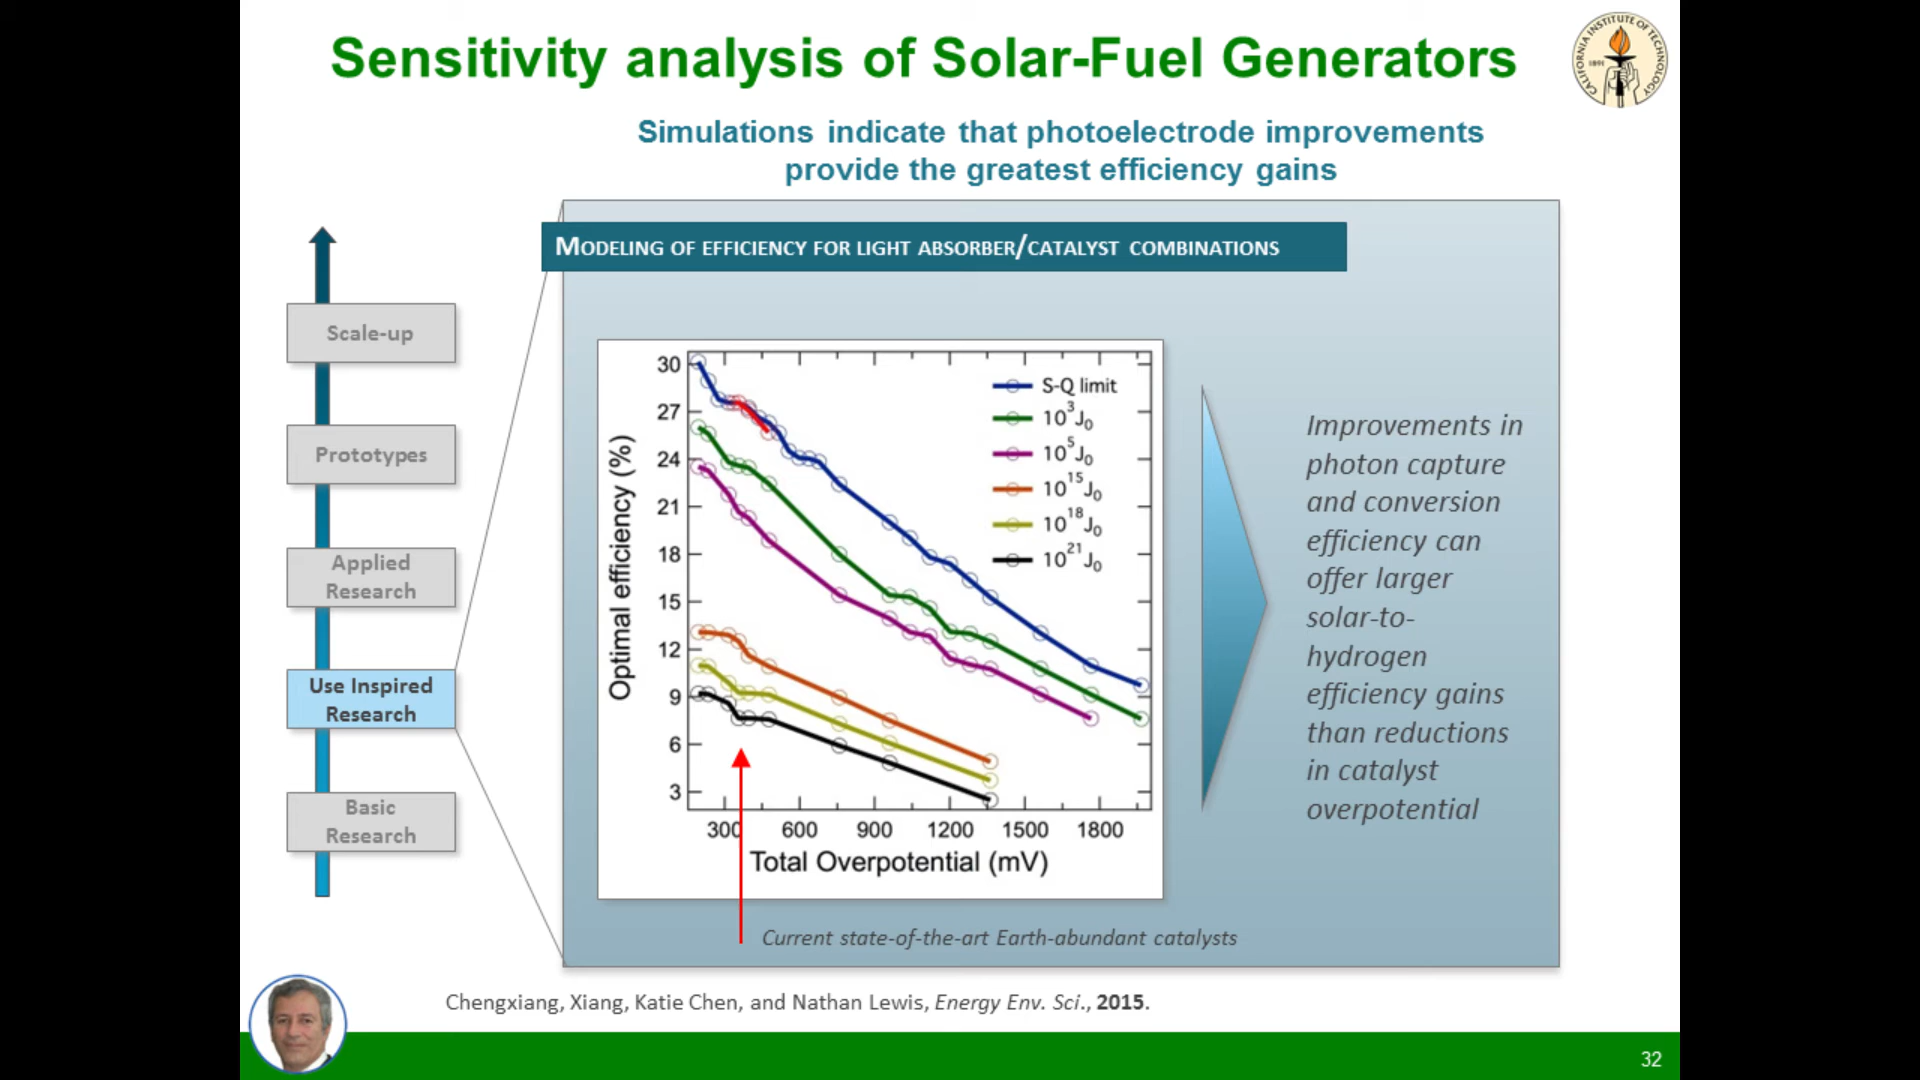 Sensitivity analysis of Solar-Fuel Generators
CALIFORNIA INSTITUTE OF TECHNOLOGY
1891
Simulations indicate that photoelectrode improvements
provide the greatest efficiency gains
MODELING OF EFFICIENCY FOR LIGHT ABSORBER/CATALYST COMBINATIONS
Scale-up
Prototypes
Applied
Research
Use Inspired
Research
Basic
Research
Optimal efficiency (%)
30
27
24
21
18
15
12
9
6
3
S-Q limit
10³J₀
10⁵J₀
10¹⁵J₀
10¹⁸J₀
10²¹J₀
300 600 900 1200 1500 1800
Total Overpotential (mV)
Current state-of-the-art Earth-abundant catalysts
Improvements in
photon capture
and conversion
efficiency can
offer larger
solar-to-
hydrogen
efficiency gains
than reductions
in catalyst
overpotential
Chengxiang, Xiang, Katie Chen, and Nathan Lewis, Energy Env. Sci., 2015.
32